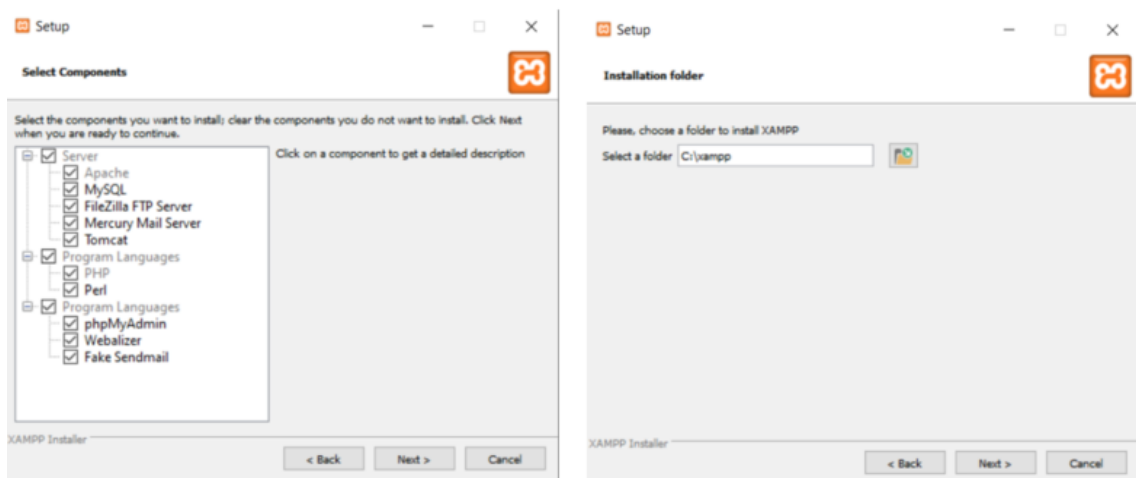 Setup
Select Components
Select the components you want to install; clear the components you do not want to install. Click Next
when you are ready to continue.
Server
Apache
MySQL
FileZilla FTP Server
Mercury Mail Server
Tomcat
Program Languages
PHP
Perl
Program Languages
phpMyAdmin
Webalizer
Fake Sendmail
Click on a component to get a detailed description
XAMPP Installer
< Back
Next >
Cancel
Setup
Installation folder
Please, choose a folder to install XAMPP
Select a folder C:\xampp
XAMPP Installer
< Back
Next >
Cancel